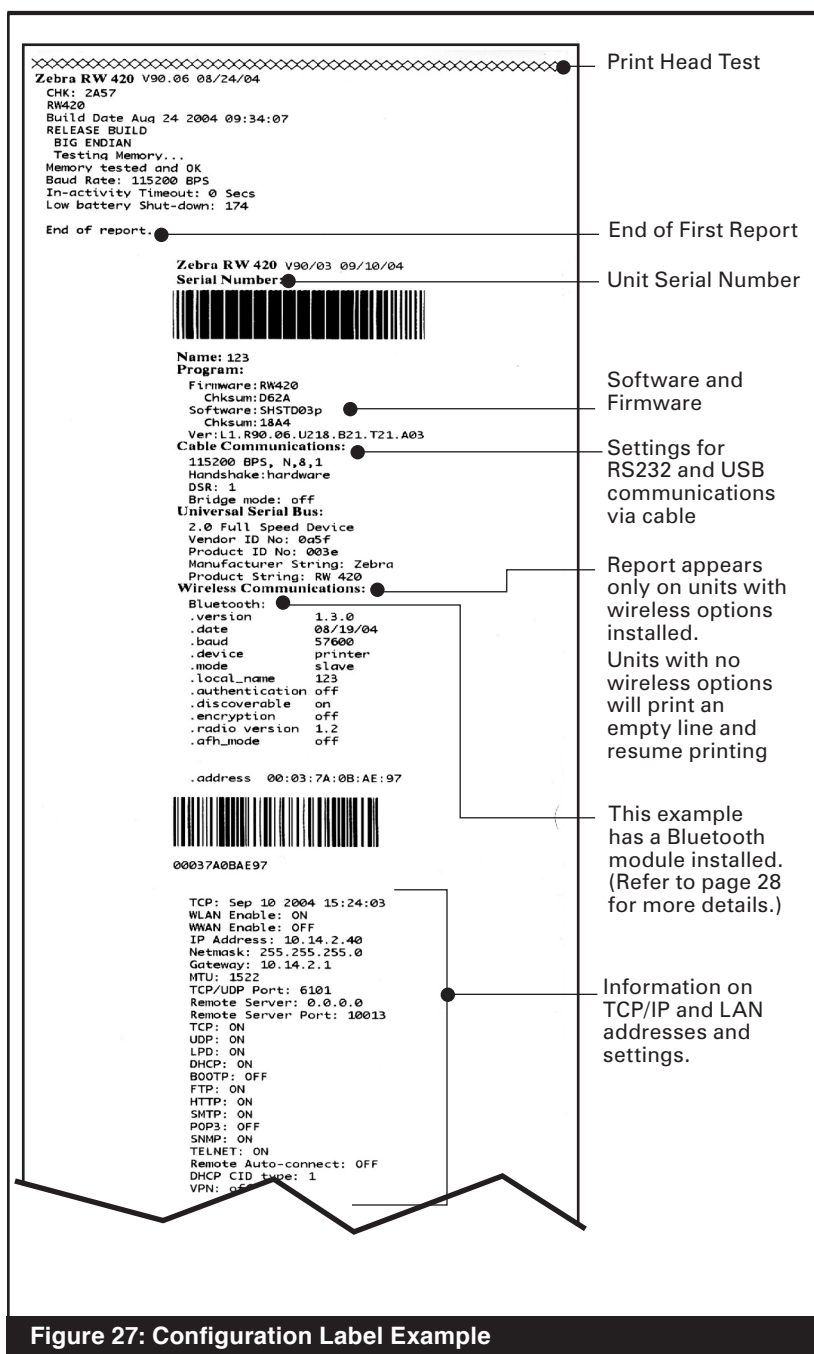 Zebra RW 420 V90.06 08/24/04
CHK: 2A57
RW420
Build Date Aug 24 2004 09:34:07
RELEASE BUILD
BIG ENDIAN
Testing Memory...
Memory tested and OK
Baud Rate: 115200 BPS
In-activity Timeout: 0 Secs
Low battery Shut-down: 174
End of report.
Zebra RW 420 V90/03 09/10/04
Serial Number:
Name: 123
Program:
Firmware:RW420
Chksum:D62A
Software:SHSTD03p
Chksum:18A4
Ver:L1.R90.06.U218.B21.T21.A03
Cable Communications:
115200 BPS, N,8,1
Handshake:hardware
DSR: 1
Bridge mode: off
Universal Serial Bus:
2.0 Full Speed Device
Vendor ID No: 0a5f
Product ID No: 003e
Manufacturer String: Zebra
Product String: RW 420
Wireless Communications:
Bluetooth:
.version 1.3.0
.date 08/19/04
.baud 57600
.device printer
.mode slave
.local_name 123
.authentication off
.discoverable on
.encryption off
.radio version 1.2
.afh_mode off
.address 00:03:7A:0B:AE:97
00037A0BAE97
TCP: Sep 10 2004 15:24:03
WLAN Enable: ON
WWAN Enable: OFF
IP Address: 10.14.2.40
Netmask: 255.255.255.0
Gateway: 10.14.2.1
MTU: 1522
TCP/UDP Port: 6101
Remote Server: 0.0.0.0
Remote Server Port: 10013
TCP: ON
UDP: ON
LPD: ON
DHCP: ON
BOOTP: OFF
FTP: ON
HTTP: ON
SMTP: ON
POP3: OFF
SNMP: ON
TELNET: ON
Remote Auto-connect: OFF
DHCP CID type: 1
VPN:
Print Head Test
End of First Report
Unit Serial Number
Software and
Firmware
Settings for
RS232 and USB
communications
via cable
Report appears
only on units with
wireless options
installed.
Units with no
wireless options
will print an
empty line and
resume printing
This example
has a Bluetooth
module installed.
(Refer to page 28
for more details.)
Information on
TCP/IP and LAN
addresses and
settings.
Figure 27: Configuration Label Example